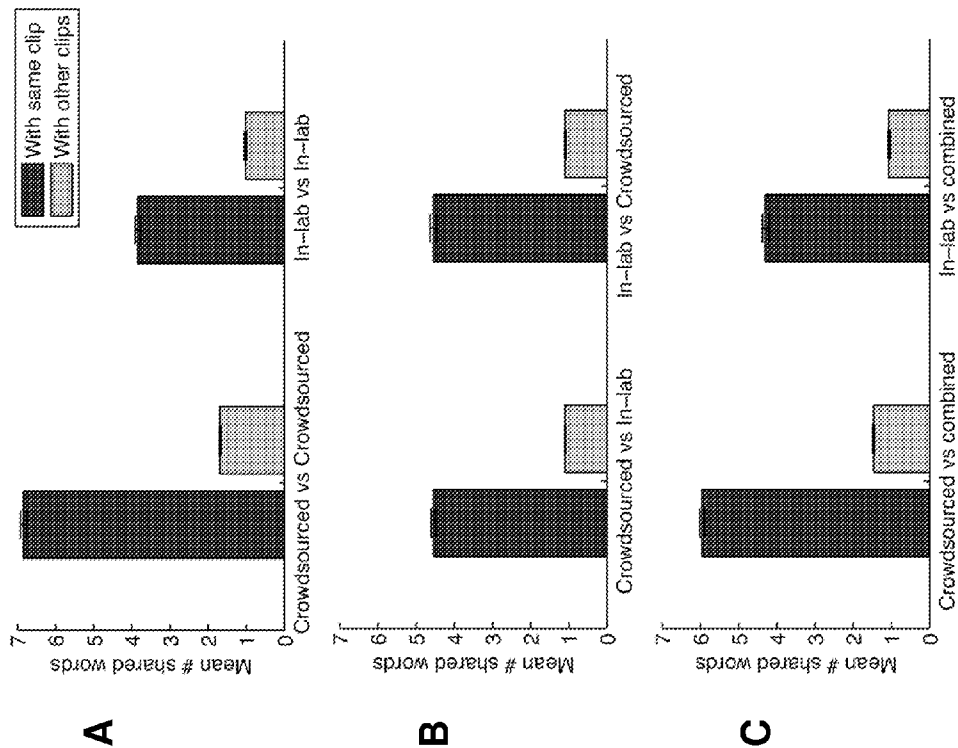 A
With same clip
With other clips
Mean # shared words
7
6
5
4
3
2
1
0
Crowdsourced vs Crowdsourced
In-lab vs In-lab
B
Mean # shared words
7
6
5
4
3
2
1
0
Crowdsourced vs In-lab
In-lab vs Crowdsourced
C
Mean # shared words
7
6
5
4
3
2
1
0
Crowdsourced vs combined
In-lab vs combined